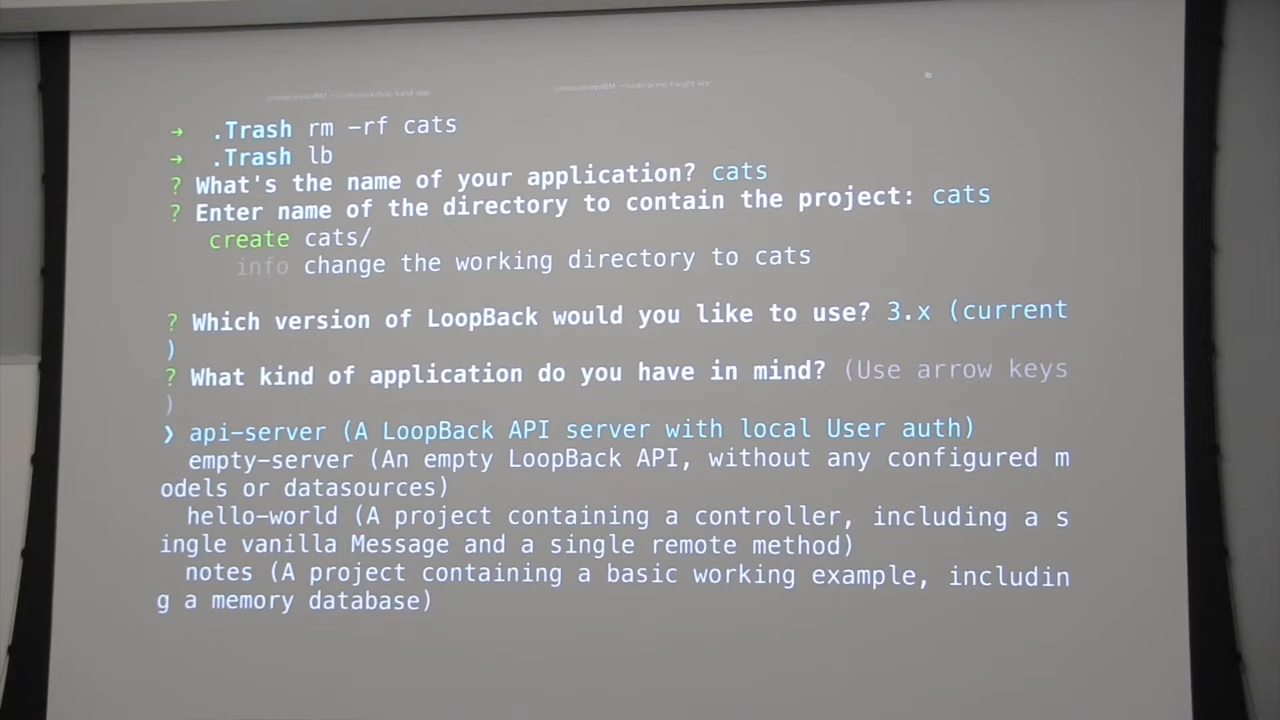 lb
→ .Trash rm -rf cats
→ .Trash lb
? What's the name of your application? cats
? Enter name of the directory to contain the project: cats
create cats/
info change the working directory to cats
? Which version of LoopBack would you like to use? 3.x (current
)
? What kind of application do you have in mind? (Use arrow keys
)
❯ api-server (A LoopBack API server with local User auth)
empty-server (An empty LoopBack API, without any configured m
odels or datasources)
hello-world (A project containing a controller, including a s
ingle vanilla Message and a single remote method)
notes (A project containing a basic working example, includin
g a memory database)